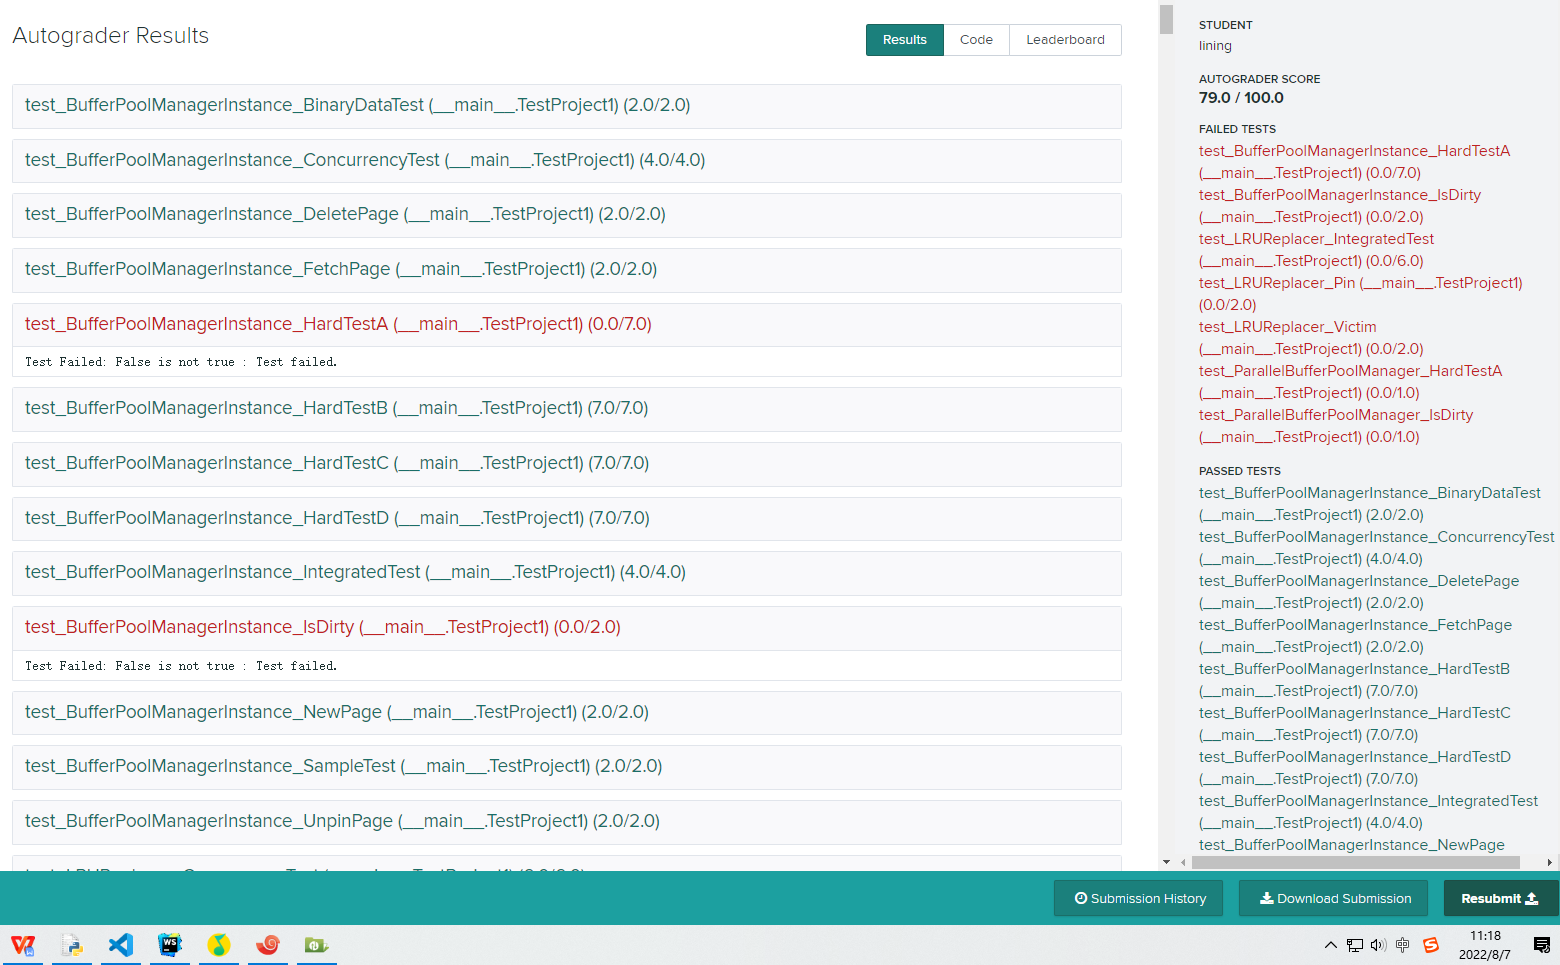 Autograder Results
Results
Code
Leaderboard
test_BufferPoolManagerInstance_BinaryDataTest (__main__.TestProject1) (2.0/2.0)
test_BufferPoolManagerInstance_ConcurrencyTest (__main__.TestProject1) (4.0/4.0)
test_BufferPoolManagerInstance_DeletePage (__main__.TestProject1) (2.0/2.0)
test_BufferPoolManagerInstance_FetchPage (__main__.TestProject1) (2.0/2.0)
test_BufferPoolManagerInstance_HardTestA (__main__.TestProject1) (0.0/7.0)
Test Failed: False is not true : Test failed.
test_BufferPoolManagerInstance_HardTestB (__main__.TestProject1) (7.0/7.0)
test_BufferPoolManagerInstance_HardTestC (__main__.TestProject1) (7.0/7.0)
test_BufferPoolManagerInstance_HardTestD (__main__.TestProject1) (7.0/7.0)
test_BufferPoolManagerInstance_IntegratedTest (__main__.TestProject1) (4.0/4.0)
test_BufferPoolManagerInstance_IsDirty (__main__.TestProject1) (0.0/2.0)
Test Failed: False is not true : Test failed.
test_BufferPoolManagerInstance_NewPage (__main__.TestProject1) (2.0/2.0)
test_BufferPoolManagerInstance_SampleTest (__main__.TestProject1) (2.0/2.0)
test_BufferPoolManagerInstance_UnpinPage (__main__.TestProject1) (2.0/2.0)
STUDENT
lining
AUTOGRADER SCORE
79.0 / 100.0
FAILED TESTS
test_BufferPoolManagerInstance_HardTestA
(__main__.TestProject1) (0.0/7.0)
test_BufferPoolManagerInstance_IsDirty
(__main__.TestProject1) (0.0/2.0)
test_LRUReplacer_IntegratedTest
(__main__.TestProject1) (0.0/6.0)
test_LRUReplacer_Pin (__main__.TestProject1)
(0.0/2.0)
test_LRUReplacer_Victim
(__main__.TestProject1) (0.0/2.0)
test_ParallelBufferPoolManager_HardTestA
(__main__.TestProject1) (0.0/1.0)
test_ParallelBufferPoolManager_IsDirty
(__main__.TestProject1) (0.0/1.0)
PASSED TESTS
test_BufferPoolManagerInstance_BinaryDataTest
(__main__.TestProject1) (2.0/2.0)
test_BufferPoolManagerInstance_ConcurrencyTest
(__main__.TestProject1) (4.0/4.0)
test_BufferPoolManagerInstance_DeletePage
(__main__.TestProject1) (2.0/2.0)
test_BufferPoolManagerInstance_FetchPage
(__main__.TestProject1) (2.0/2.0)
test_BufferPoolManagerInstance_HardTestB
(__main__.TestProject1) (7.0/7.0)
test_BufferPoolManagerInstance_HardTestC
(__main__.TestProject1) (7.0/7.0)
test_BufferPoolManagerInstance_HardTestD
(__main__.TestProject1) (7.0/7.0)
test_BufferPoolManagerInstance_IntegratedTest
(__main__.TestProject1) (4.0/4.0)
test_BufferPoolManagerInstance_NewPage
Submission History
Download Submission
Resubmit
WS
中
11:18
2022/8/7